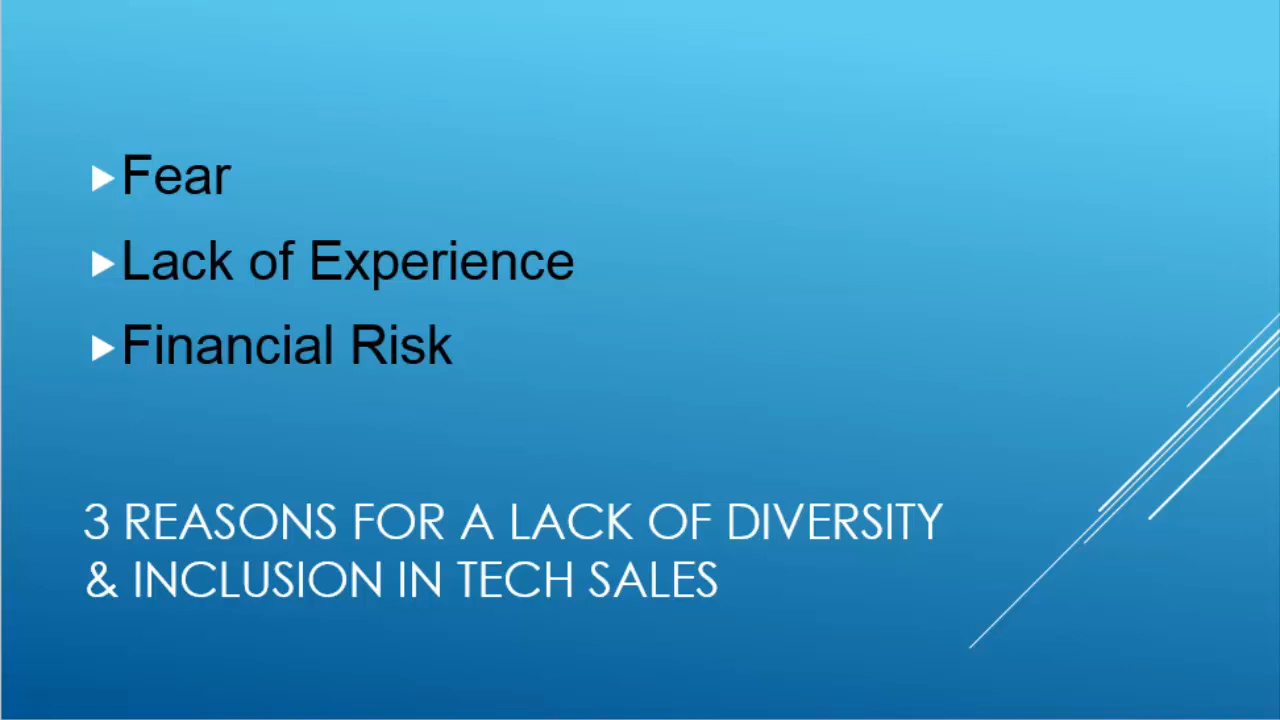 Fear
Lack of Experience
Financial Risk
3 REASONS FOR A LACK OF DIVERSITY
& INCLUSION IN TECH SALES